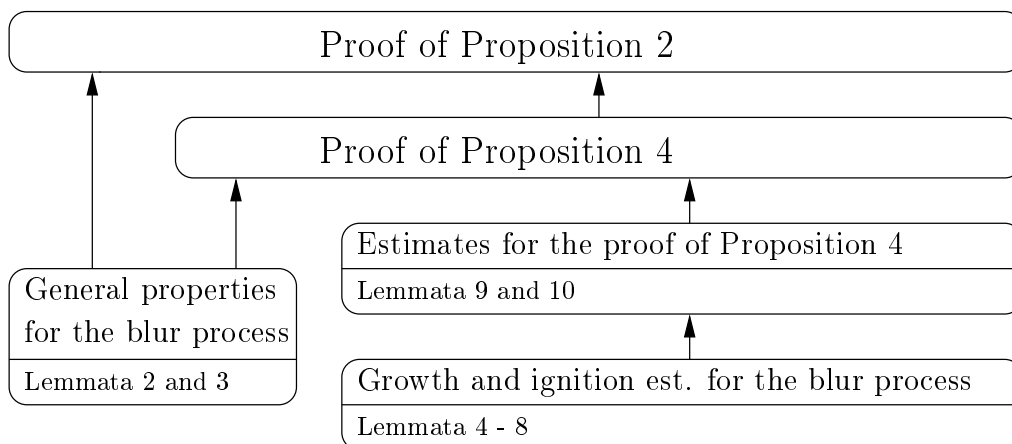 Proof of Proposition 2
Proof of Proposition 4
Estimates for the proof of Proposition 4
Lemmata 9 and 10
General properties
for the blur process
Lemmata 2 and 3
Growth and ignition est. for the blur process
Lemmata 4 - 8